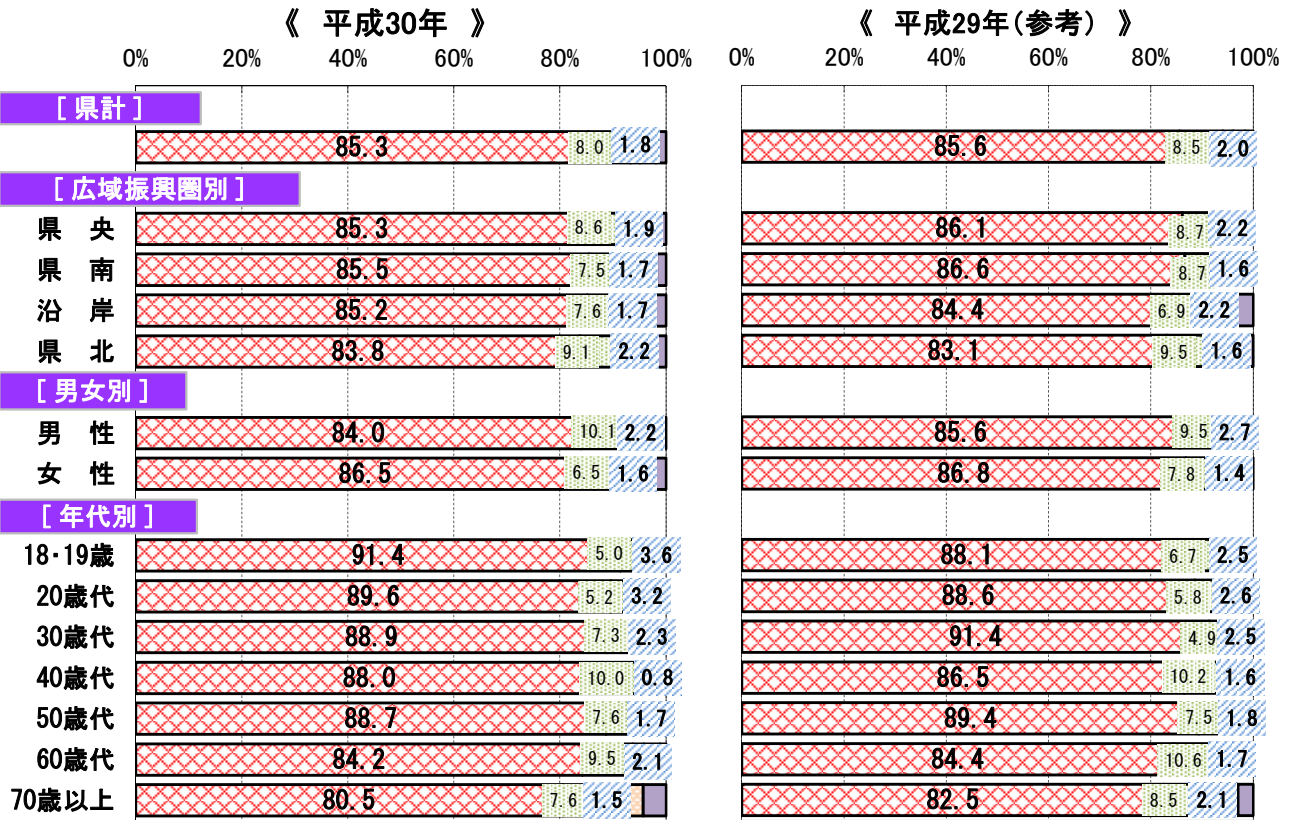 《 平成30年 》 《 平成29年(参考) 》
0% 20% 40% 60% 80% 100% 0% 20% 40% 60% 80% 100%
[ 県計 ]
85.3 8.0 1.8 85.6 8.5 2.0
[ 広域振興圏別 ]
県 央 85.3 8.6 1.9 86.1 8.7 2.2
県 南 85.5 7.5 1.7 86.6 8.7 1.6
沿 岸 85.2 7.6 1.7 84.4 6.9 2.2
県 北 83.8 9.1 2.2 83.1 9.5 1.6
[ 男女別 ]
男 性 84.0 10.1 2.2 85.6 9.5 2.7
女 性 86.5 6.5 1.6 86.8 7.8 1.4
[ 年代別 ]
18・19歳 91.4 5.0 3.6 88.1 6.7 2.5
20歳代 89.6 5.2 3.2 88.6 5.8 2.6
30歳代 88.9 7.3 2.3 91.4 4.9 2.5
40歳代 88.0 10.0 0.8 86.5 10.2 1.6
50歳代 88.7 7.6 1.7 89.4 7.5 1.8
60歳代 84.2 9.5 2.1 84.4 10.6 1.7
70歳以上 80.5 7.6 1.5 82.5 8.5 2.1